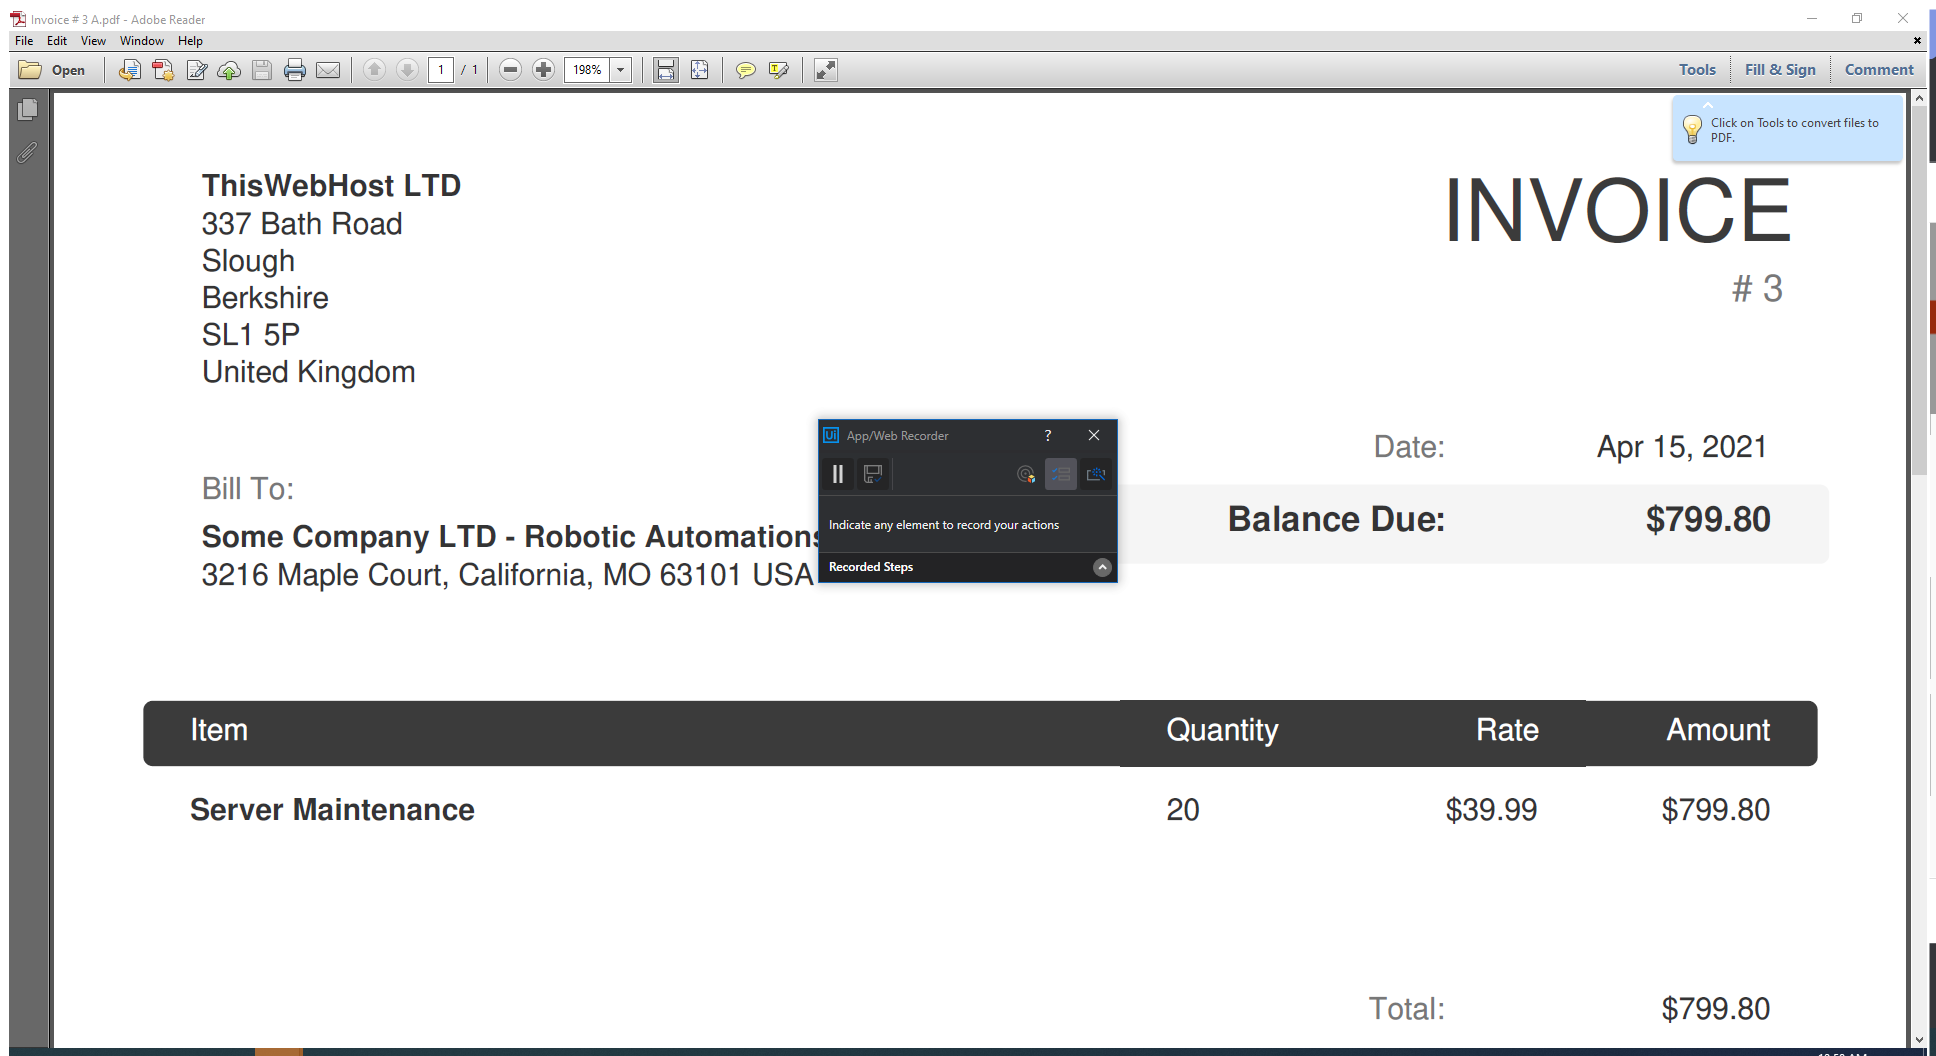 Invoice # 3 A.pdf - Adobe Reader
File Edit View Window Help
Open 1 / 1 198% Tools Fill & Sign Comment
Click on Tools to convert files to
PDF.
ThisWebHost LTD
337 Bath Road
Slough
Berkshire
SL1 5P
United Kingdom
INVOICE
# 3
Date: Apr 15, 2021
Balance Due: $799.80
Bill To:
Some Company LTD - Robotic Automations
3216 Maple Court, California, MO 63101 USA
Ui App/Web Recorder ?
Indicate any element to record your actions
Recorded Steps
Item Quantity Rate Amount
Server Maintenance 20 $39.99 $799.80
Total: $799.80